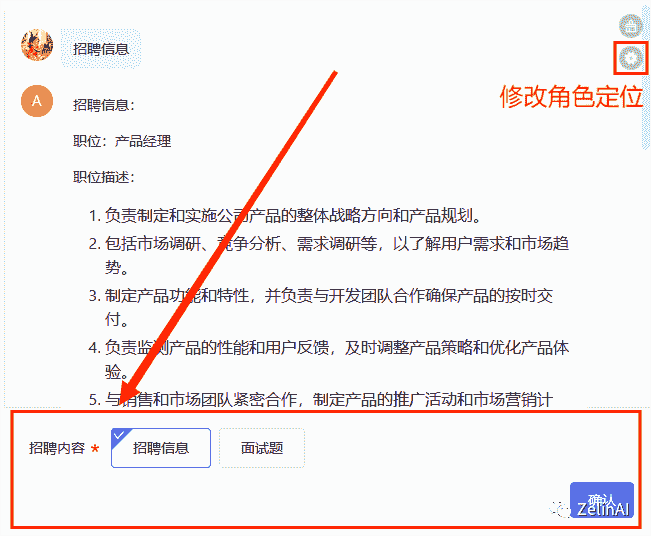 招聘信息
修改角色定位
A
招聘信息：
职位：产品经理
职位描述：
1. 负责制定和实施公司产品的整体战略方向和产品规划。
2. 包括市场调研、竞争分析、需求调研等，以了解用户需求和市场趋
势。
3. 制定产品功能和特性，并负责与开发团队合作确保产品的按时交
付。
4. 负责监测产品的性能和用户反馈，及时调整产品策略和优化产品体
验。
5. 与销售和市场团队紧密合作，制定产品的推广活动和市场营销计
招聘内容 * 招聘信息 面试题
确认
ZelinAI